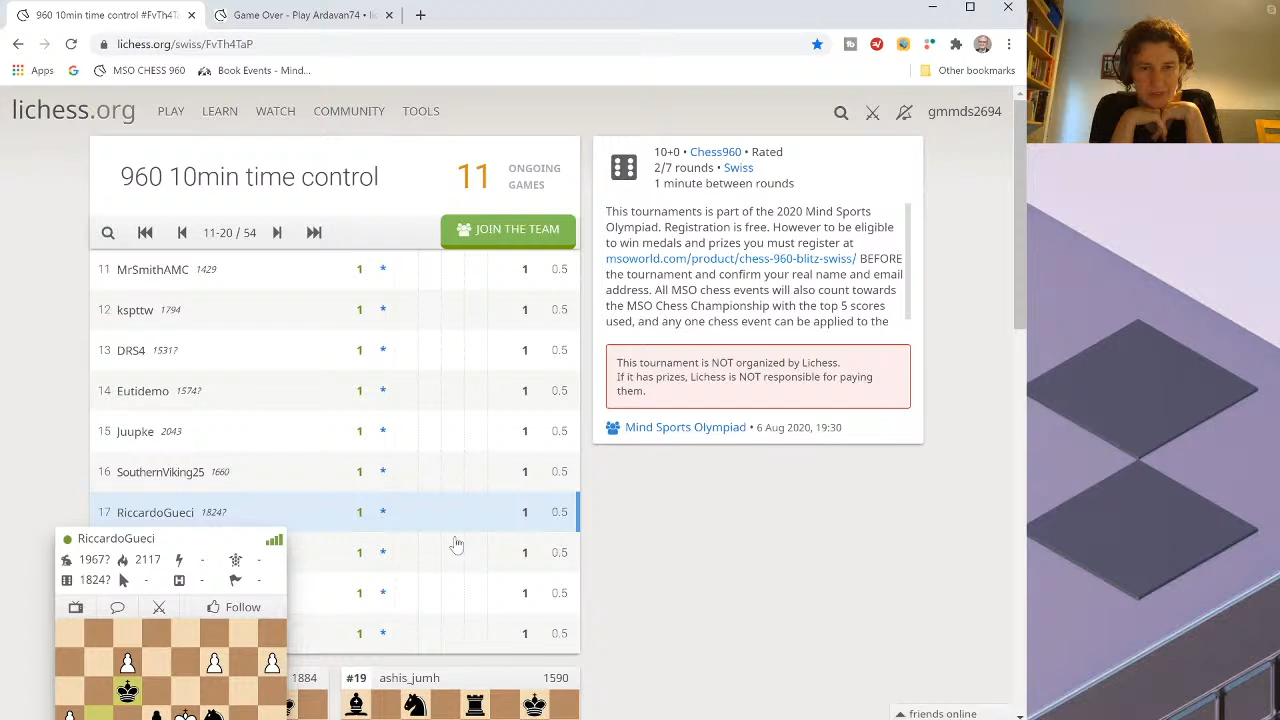 960 10min time control #FvTh4Ta
Game Over - Play Ardavan74 • li
lichess.org/swiss/FvTh4TaP
Apps
MSO CHESS 960
Book Events - Mind...
Other bookmarks
lichess.org
PLAY
LEARN
WATCH
COMMUNITY
TOOLS
gmmds2694
960 10min time control
11
ONGOING
GAMES
11-20 / 54
JOIN THE TEAM
11 MrSmithAMC 1429 1 * 1 0.5
12 kspttw 1794 1 * 1 0.5
13 DRS4 1531? 1 * 1 0.5
14 Eutidemo 1574? 1 * 1 0.5
15 Juupke 2043 1 * 1 0.5
16 SouthernViking25 1660 1 * 1 0.5
17 RiccardoGueci 1824? 1 * 1 0.5
1 * 1 0.5
1 * 1 0.5
1 * 1 0.5
RiccardoGueci
1967? 2117 - -
1824? - - -
Follow
1884
#19 ashis_jumh 1590
10+0 • Chess960 • Rated
2/7 rounds • Swiss
1 minute between rounds
This tournaments is part of the 2020 Mind Sports
Olympiad. Registration is free. However to be eligible
to win medals and prizes you must register at
msoworld.com/product/chess-960-blitz-swiss/ BEFORE
the tournament and confirm your real name and email
address. All MSO chess events will also count towards
the MSO Chess Championship with the top 5 scores
used, and any one chess event can be applied to the
This tournament is NOT organized by Lichess.
If it has prizes, Lichess is NOT responsible for paying
them.
Mind Sports Olympiad • 6 Aug 2020, 19:30
friends online